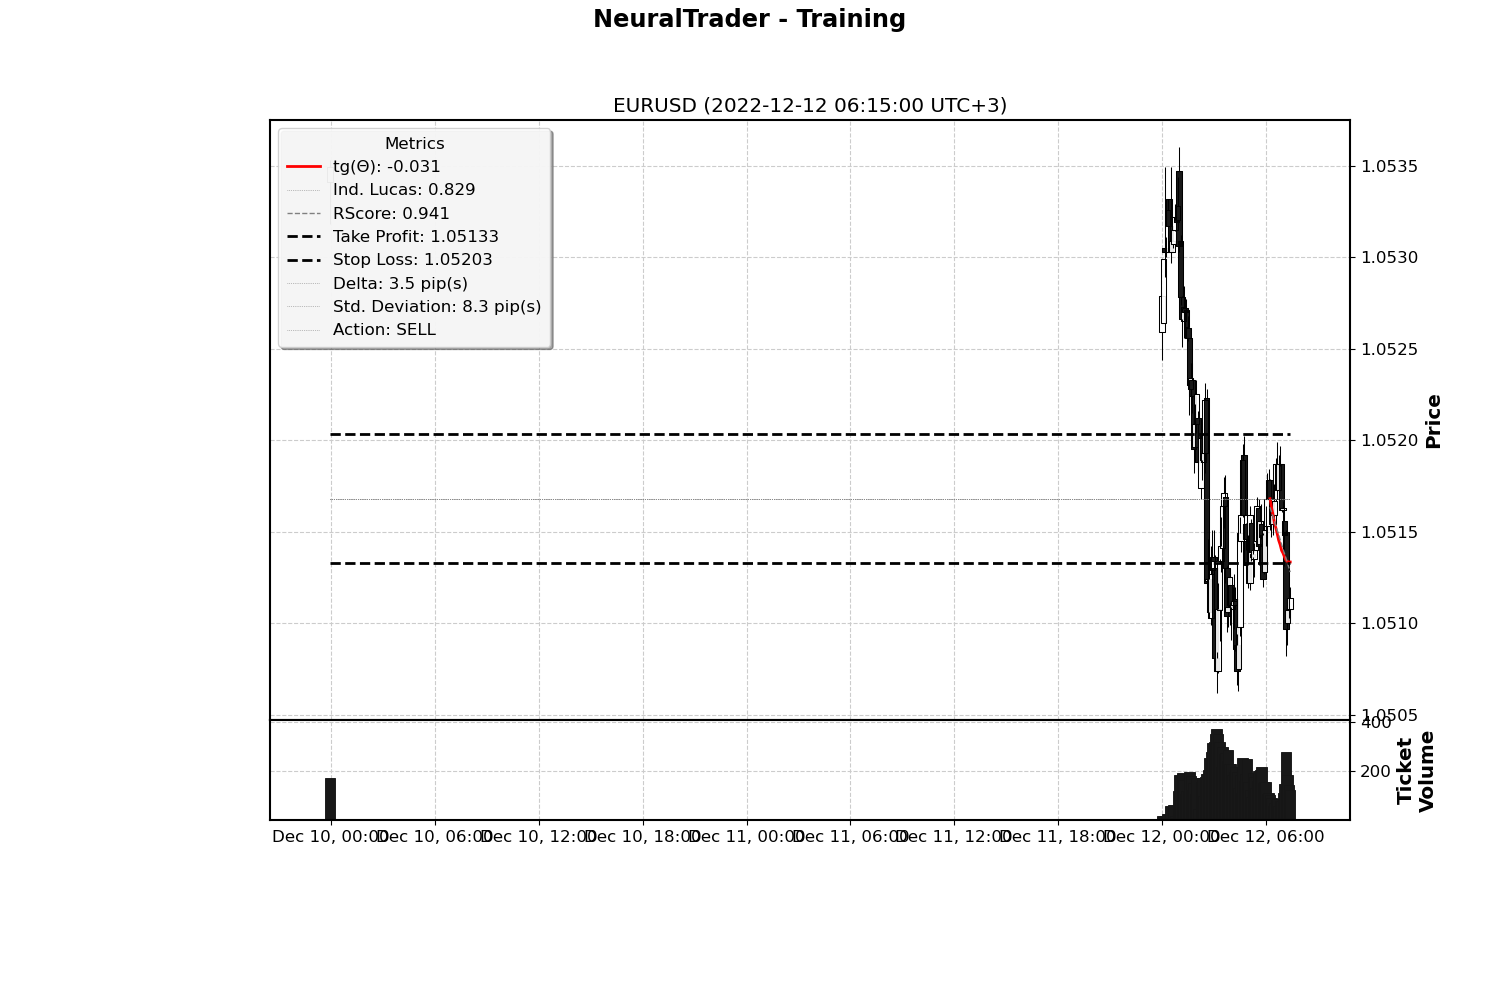 NeuralTrader - Training
EURUSD (2022-12-12 06:15:00 UTC+3)
Metrics
tg(Θ): -0.031
Ind. Lucas: 0.829
RScore: 0.941
Take Profit: 1.05133
Stop Loss: 1.05203
Delta: 3.5 pip(s)
Std. Deviation: 8.3 pip(s)
Action: SELL
1.0535
1.0530
1.0525
1.0520
1.0515
1.0510
1.0505
Price
400
200
Ticket
Volume
Dec 10, 00:00 Dec 10, 06:00 Dec 10, 12:00 Dec 10, 18:00 Dec 11, 00:00 Dec 11, 06:00 Dec 11, 12:00 Dec 11, 18:00 Dec 12, 00:00 Dec 12, 06:00